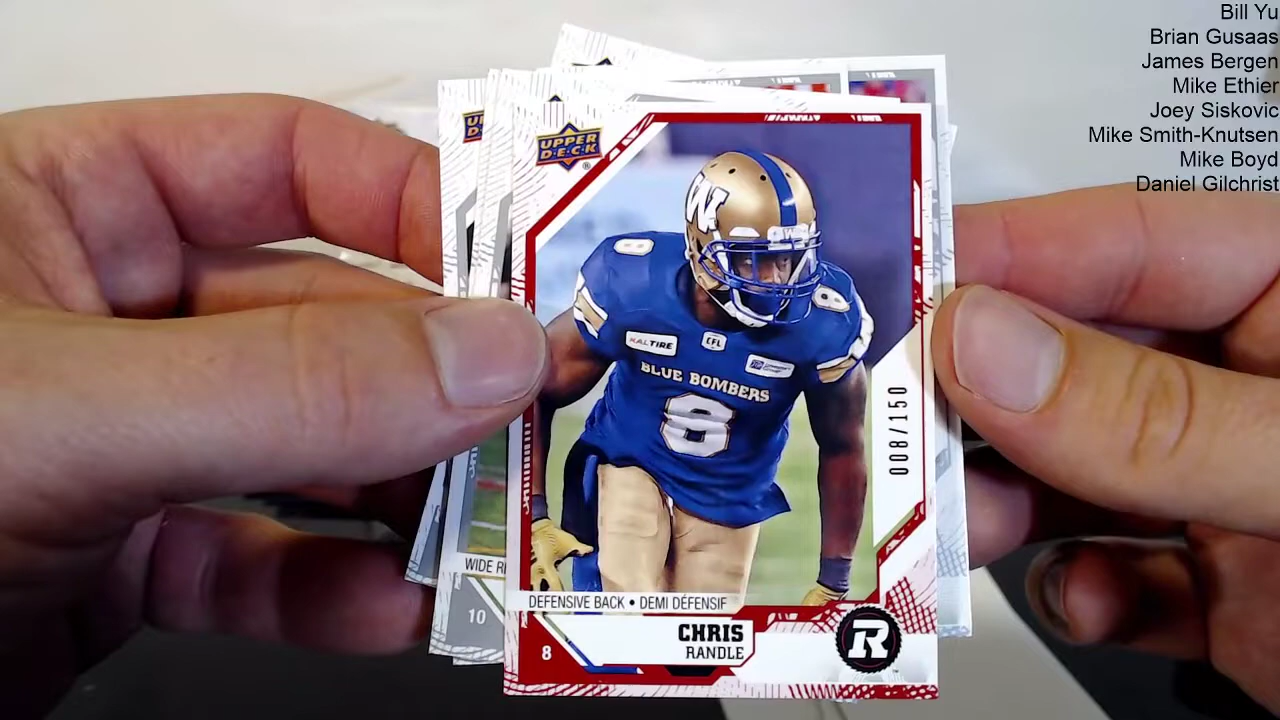 Bill Yu
Brian Gusaas
James Bergen
Mike Ethier
Joey Siskovic
Mike Smith-Knutsen
Mike Boyd
Daniel Gilchrist
UPPER
DECK
W
8
8
KALTIRE
CFL
BLUE BOMBERS
8
008/150
WIDE
10
DEFENSIVE BACK • DEMI DÉFENSIF
CHRIS
RANDLE
8
R